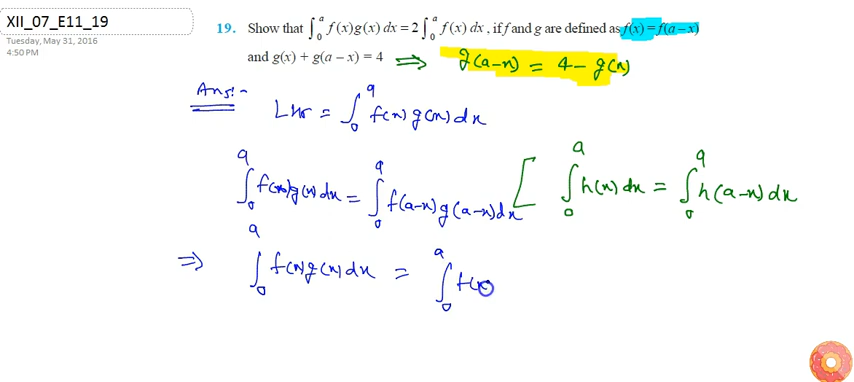 XII_07_E11_19
Tuesday, May 31, 2016
4:50 PM
19. Show that ∫₀ᵃ f(x)g(x) dx = 2∫₀ᵃ f(x) dx, if f and g are defined as f(x) = f(a – x)
and g(x) + g(a – x) = 4 ⇒ g(a-x) = 4 - g(x)
Ans:-
LHS = ∫₀ᵃ f(x) g(x) dx
∫₀ᵃ f(x)g(x) dx = ∫₀ᵃ f(a-x) g(a-x) dx [ ∫₀ᵃ h(x) dx = ∫₀ᵃ h(a-x) dx
⇒ ∫₀ᵃ f(x) g(x) dx = ∫₀ᵃ f(x)